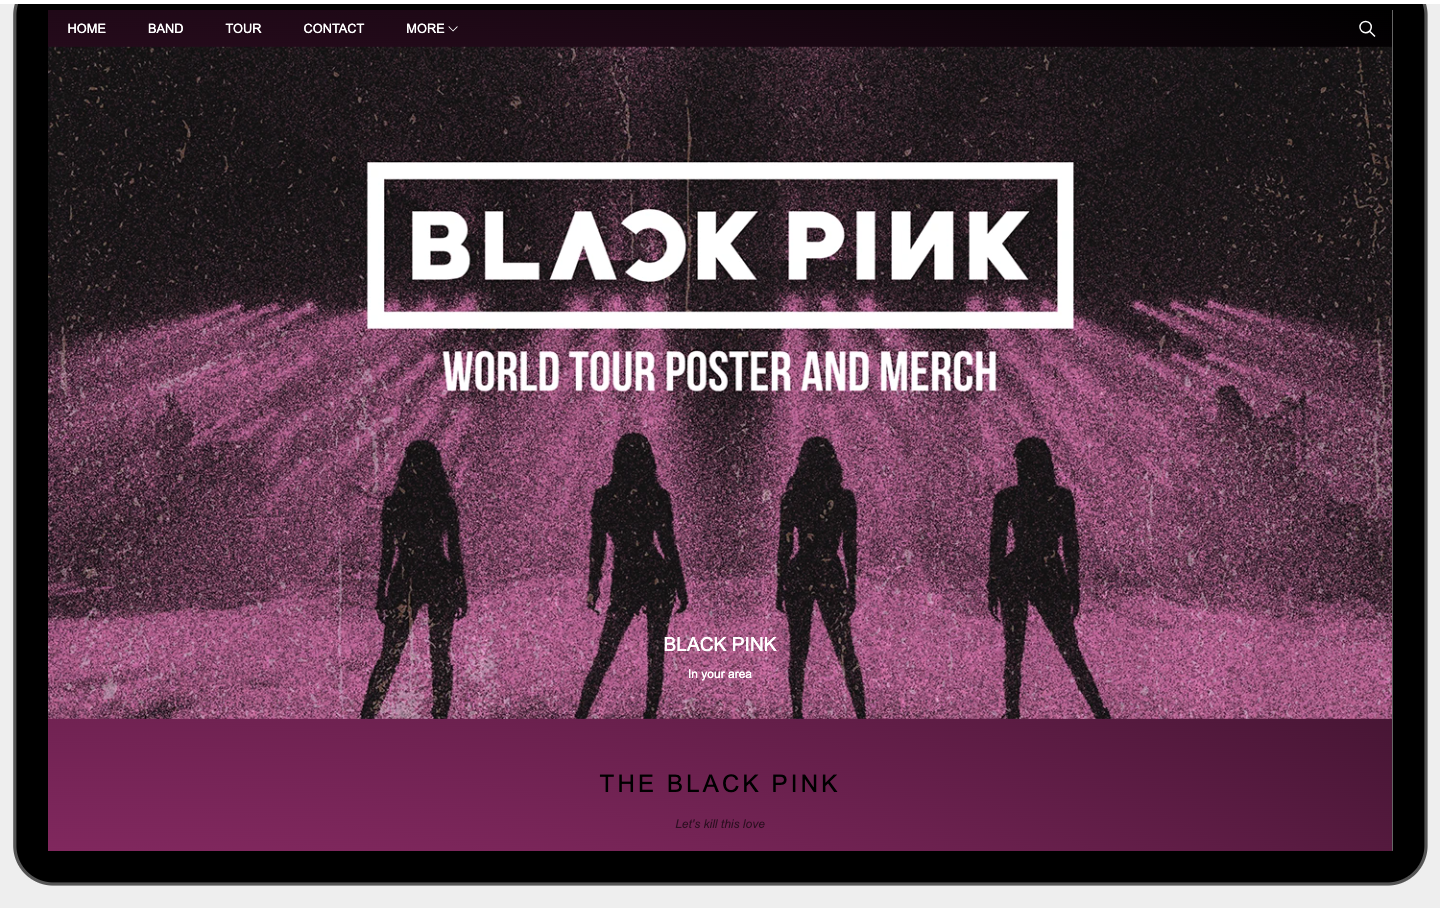 HOME BAND TOUR CONTACT MORE
BLACK PINK
WORLD TOUR POSTER AND MERCH
BLACK PINK
In your area
THE BLACK PINK
Let's kill this love